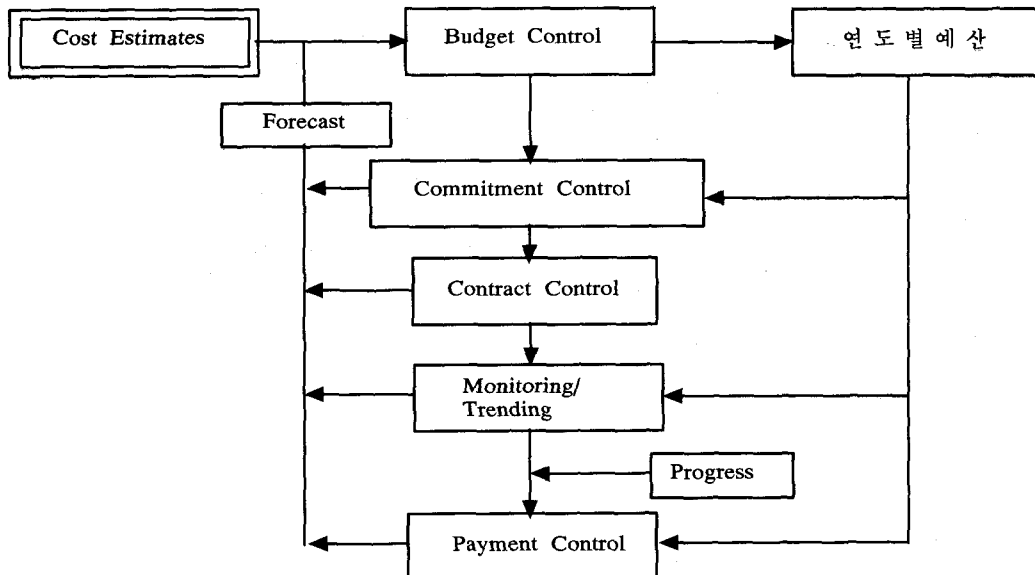 Cost Estimates
Budget Control
연도별예산
Forecast
Commitment Control
Contract Control
Monitoring/
Trending
Progress
Payment Control